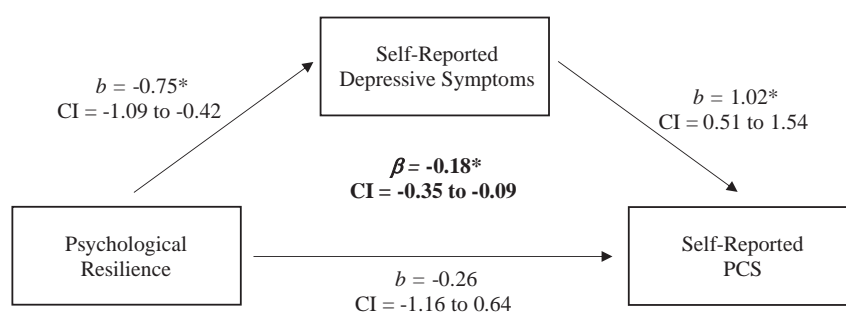 Self-Reported
Depressive Symptoms
b = -0.75*
CI = -1.09 to -0.42
b = 1.02*
CI = 0.51 to 1.54
β = -0.18*
CI = -0.35 to -0.09
Psychological
Resilience
Self-Reported
PCS
b = -0.26
CI = -1.16 to 0.64